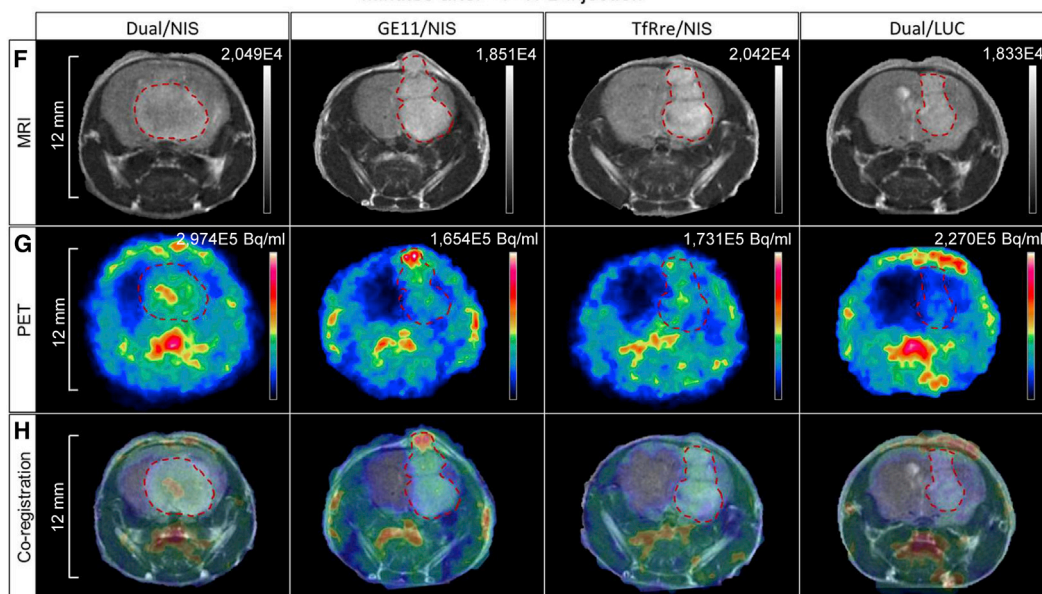 Dual/NIS GE11/NIS TfRre/NIS Dual/LUC
F MRI 12 mm 2,049E4 1,851E4 2,042E4 1,833E4
G PET 12 mm 2,974E5 Bq/ml 1,654E5 Bq/ml 1,731E5 Bq/ml 2,270E5 Bq/ml
H Co-registration 12 mm